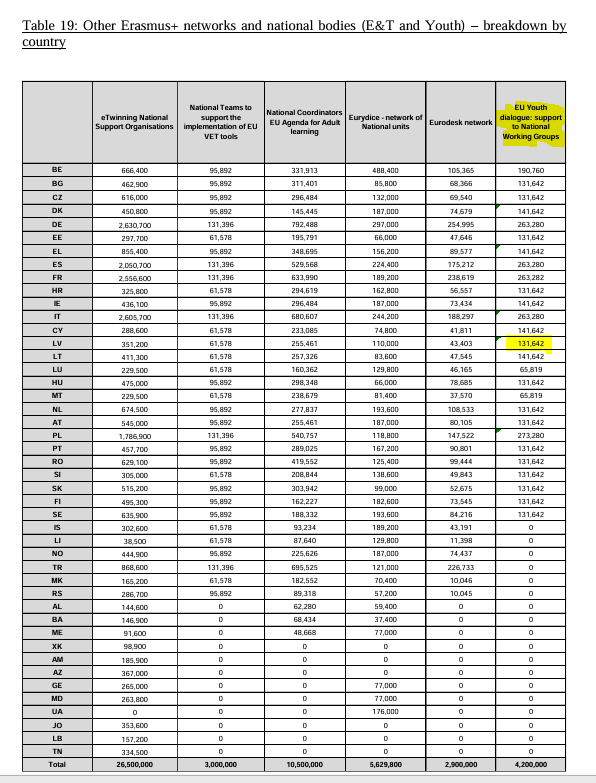 Table 19: Other Erasmus+ networks and national bodies (E&T and Youth) – breakdown by
country
eTwinning National Support Organisations National Teams to support the implementation of EU VET tools National Coordinators EU Agenda for Adult learning Eurydice - network of National units Eurodesk network EU Youth dialogue: support to National Working Groups
BE 666,400 95,892 331,913 488,400 105,365 190,760
BG 462,900 95,892 311,401 85,800 68,366 131,642
CZ 616,000 95,892 296,484 132,000 69,540 131,642
DK 450,800 95,892 145,445 187,000 74,679 141,642
DE 2,630,700 131,396 792,488 297,000 254,995 263,280
EE 297,700 61,578 195,791 66,000 47,646 131,642
EL 855,400 95,892 348,695 156,200 89,577 141,642
ES 2,050,700 131,396 529,568 224,400 175,212 263,280
FR 2,556,600 131,396 633,990 189,200 238,619 263,282
HR 325,800 61,578 294,619 162,800 56,557 131,642
IE 436,100 95,892 296,484 187,000 73,434 141,642
IT 2,605,700 131,396 680,607 244,200 188,297 263,280
CY 288,600 61,578 233,085 74,800 41,811 141,642
LV 351,200 61,578 255,461 110,000 43,403 131,642
LT 411,300 61,578 257,326 83,600 47,545 141,642
LU 229,500 61,578 160,362 129,800 46,165 65,819
HU 475,000 95,892 298,348 66,000 78,685 131,642
MT 229,500 61,578 238,679 81,400 37,570 65,819
NL 674,500 95,892 277,837 193,600 108,533 131,642
AT 545,000 95,892 255,461 187,000 80,105 131,642
PL 1,786,900 131,396 540,757 118,800 147,522 273,280
PT 457,700 95,892 289,025 167,200 90,801 131,642
RO 629,100 95,892 419,552 125,400 99,444 131,642
SI 305,000 61,578 208,844 138,600 49,843 131,642
SK 515,200 95,892 303,942 99,000 52,675 131,642
FI 495,300 95,892 162,227 182,600 73,545 131,642
SE 635,900 95,892 188,332 193,600 84,216 131,642
IS 302,600 61,578 93,234 189,200 43,191 0
LI 38,500 61,578 87,640 129,800 11,398 0
NO 444,900 95,892 225,626 187,000 74,437 0
TR 868,600 131,396 695,525 121,000 226,733 0
MK 165,200 61,578 182,552 70,400 10,046 0
RS 286,700 95,892 89,318 57,200 10,045 0
AL 144,600 0 62,280 59,400 0 0
BA 146,900 0 68,434 37,400 0 0
ME 91,600 0 48,668 77,000 0 0
XK 98,900 0 0 0 0 0
AM 185,900 0 0 0 0 0
AZ 367,000 0 0 0 0 0
GE 265,000 0 0 77,000 0 0
MD 263,800 0 0 77,000 0 0
UA 0 0 0 176,000 0 0
JO 353,600 0 0 0 0 0
LB 157,200 0 0 0 0 0
TN 334,500 0 0 0 0 0
Total 26,500,000 3,000,000 10,500,000 5,629,800 2,900,000 4,200,000